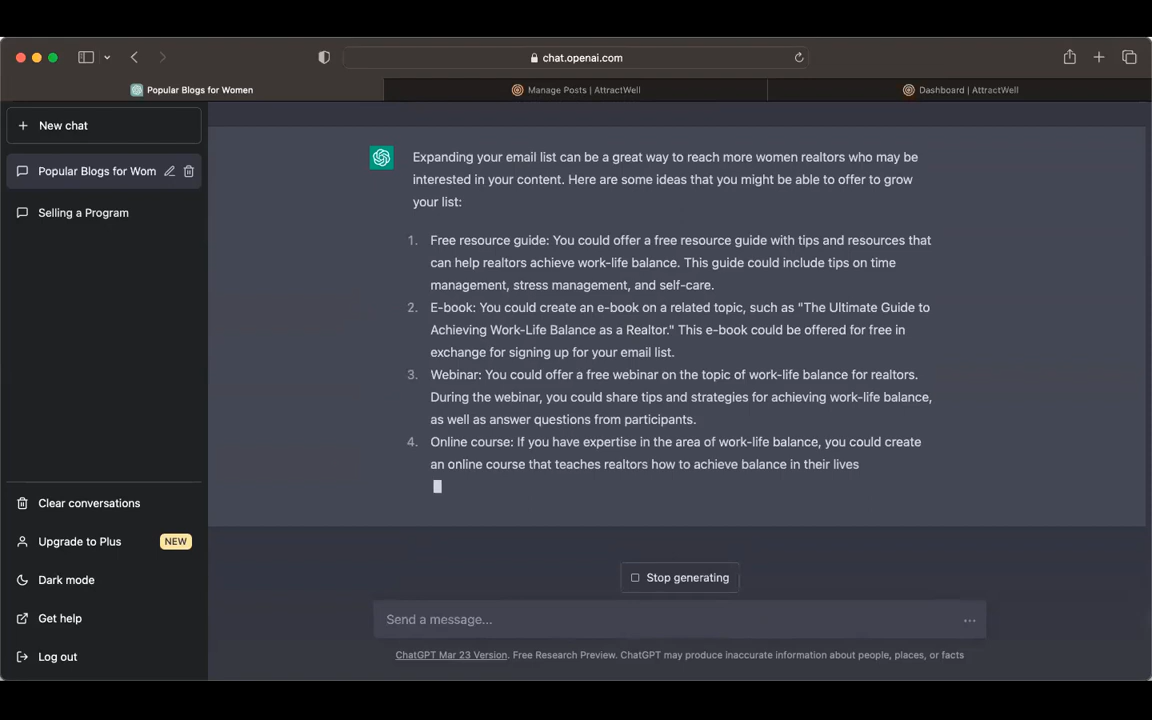 chat.openai.com
Popular Blogs for Women
Manage Posts | AttractWell
Dashboard | AttractWell
New chat
Popular Blogs for Wom
Selling a Program
Expanding your email list can be a great way to reach more women realtors who may be
interested in your content. Here are some ideas that you might be able to offer to grow
your list:
1. Free resource guide: You could offer a free resource guide with tips and resources that
can help realtors achieve work-life balance. This guide could include tips on time
management, stress management, and self-care.
2. E-book: You could create an e-book on a related topic, such as "The Ultimate Guide to
Achieving Work-Life Balance as a Realtor." This e-book could be offered for free in
exchange for signing up for your email list.
3. Webinar: You could offer a free webinar on the topic of work-life balance for realtors.
During the webinar, you could share tips and strategies for achieving work-life balance,
as well as answer questions from participants.
4. Online course: If you have expertise in the area of work-life balance, you could create
an online course that teaches realtors how to achieve balance in their lives
Clear conversations
Upgrade to Plus NEW
Dark mode
Get help
Log out
Stop generating
Send a message...
ChatGPT Mar 23 Version. Free Research Preview. ChatGPT may produce inaccurate information about people, places, or facts